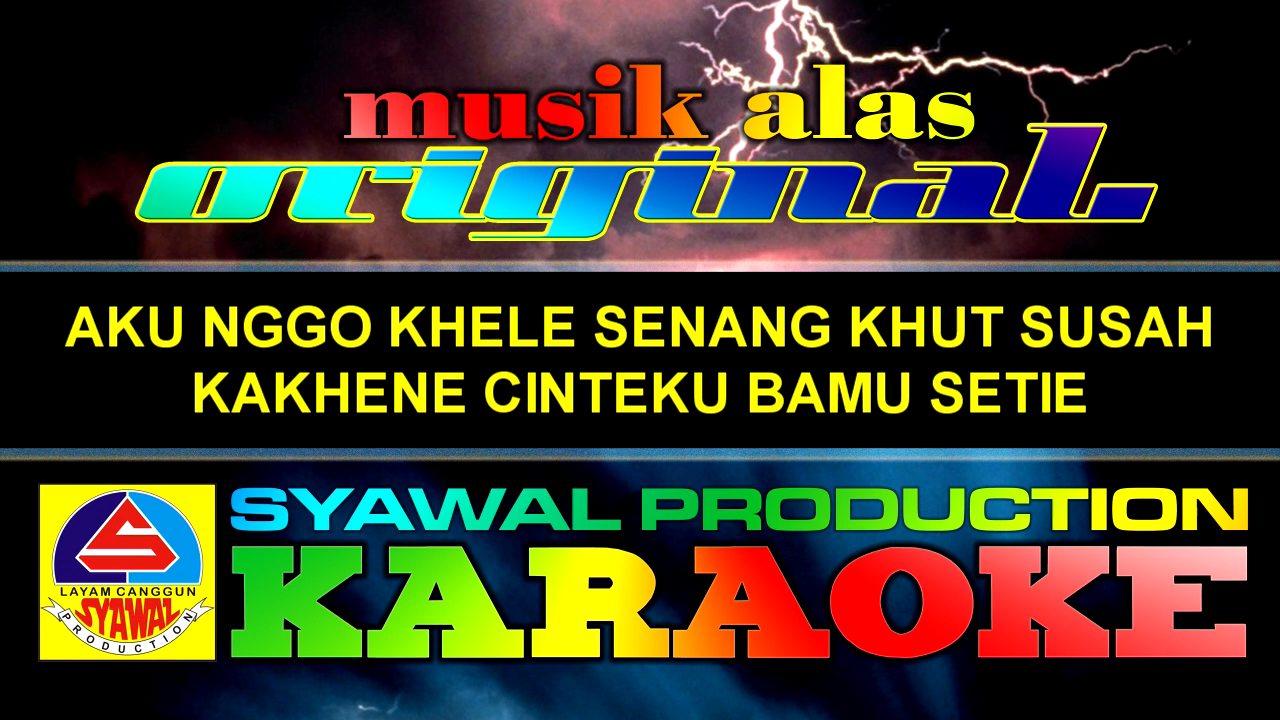 musik alas
original
AKU NGGO KHELE SENANG KHUT SUSAH
KAKHENE CINTEKU BAMU SETIE
SYAWAL PRODUCTION
KARAOKE
LAYAM CANGGUN
SYAWAL
PRODUCTION